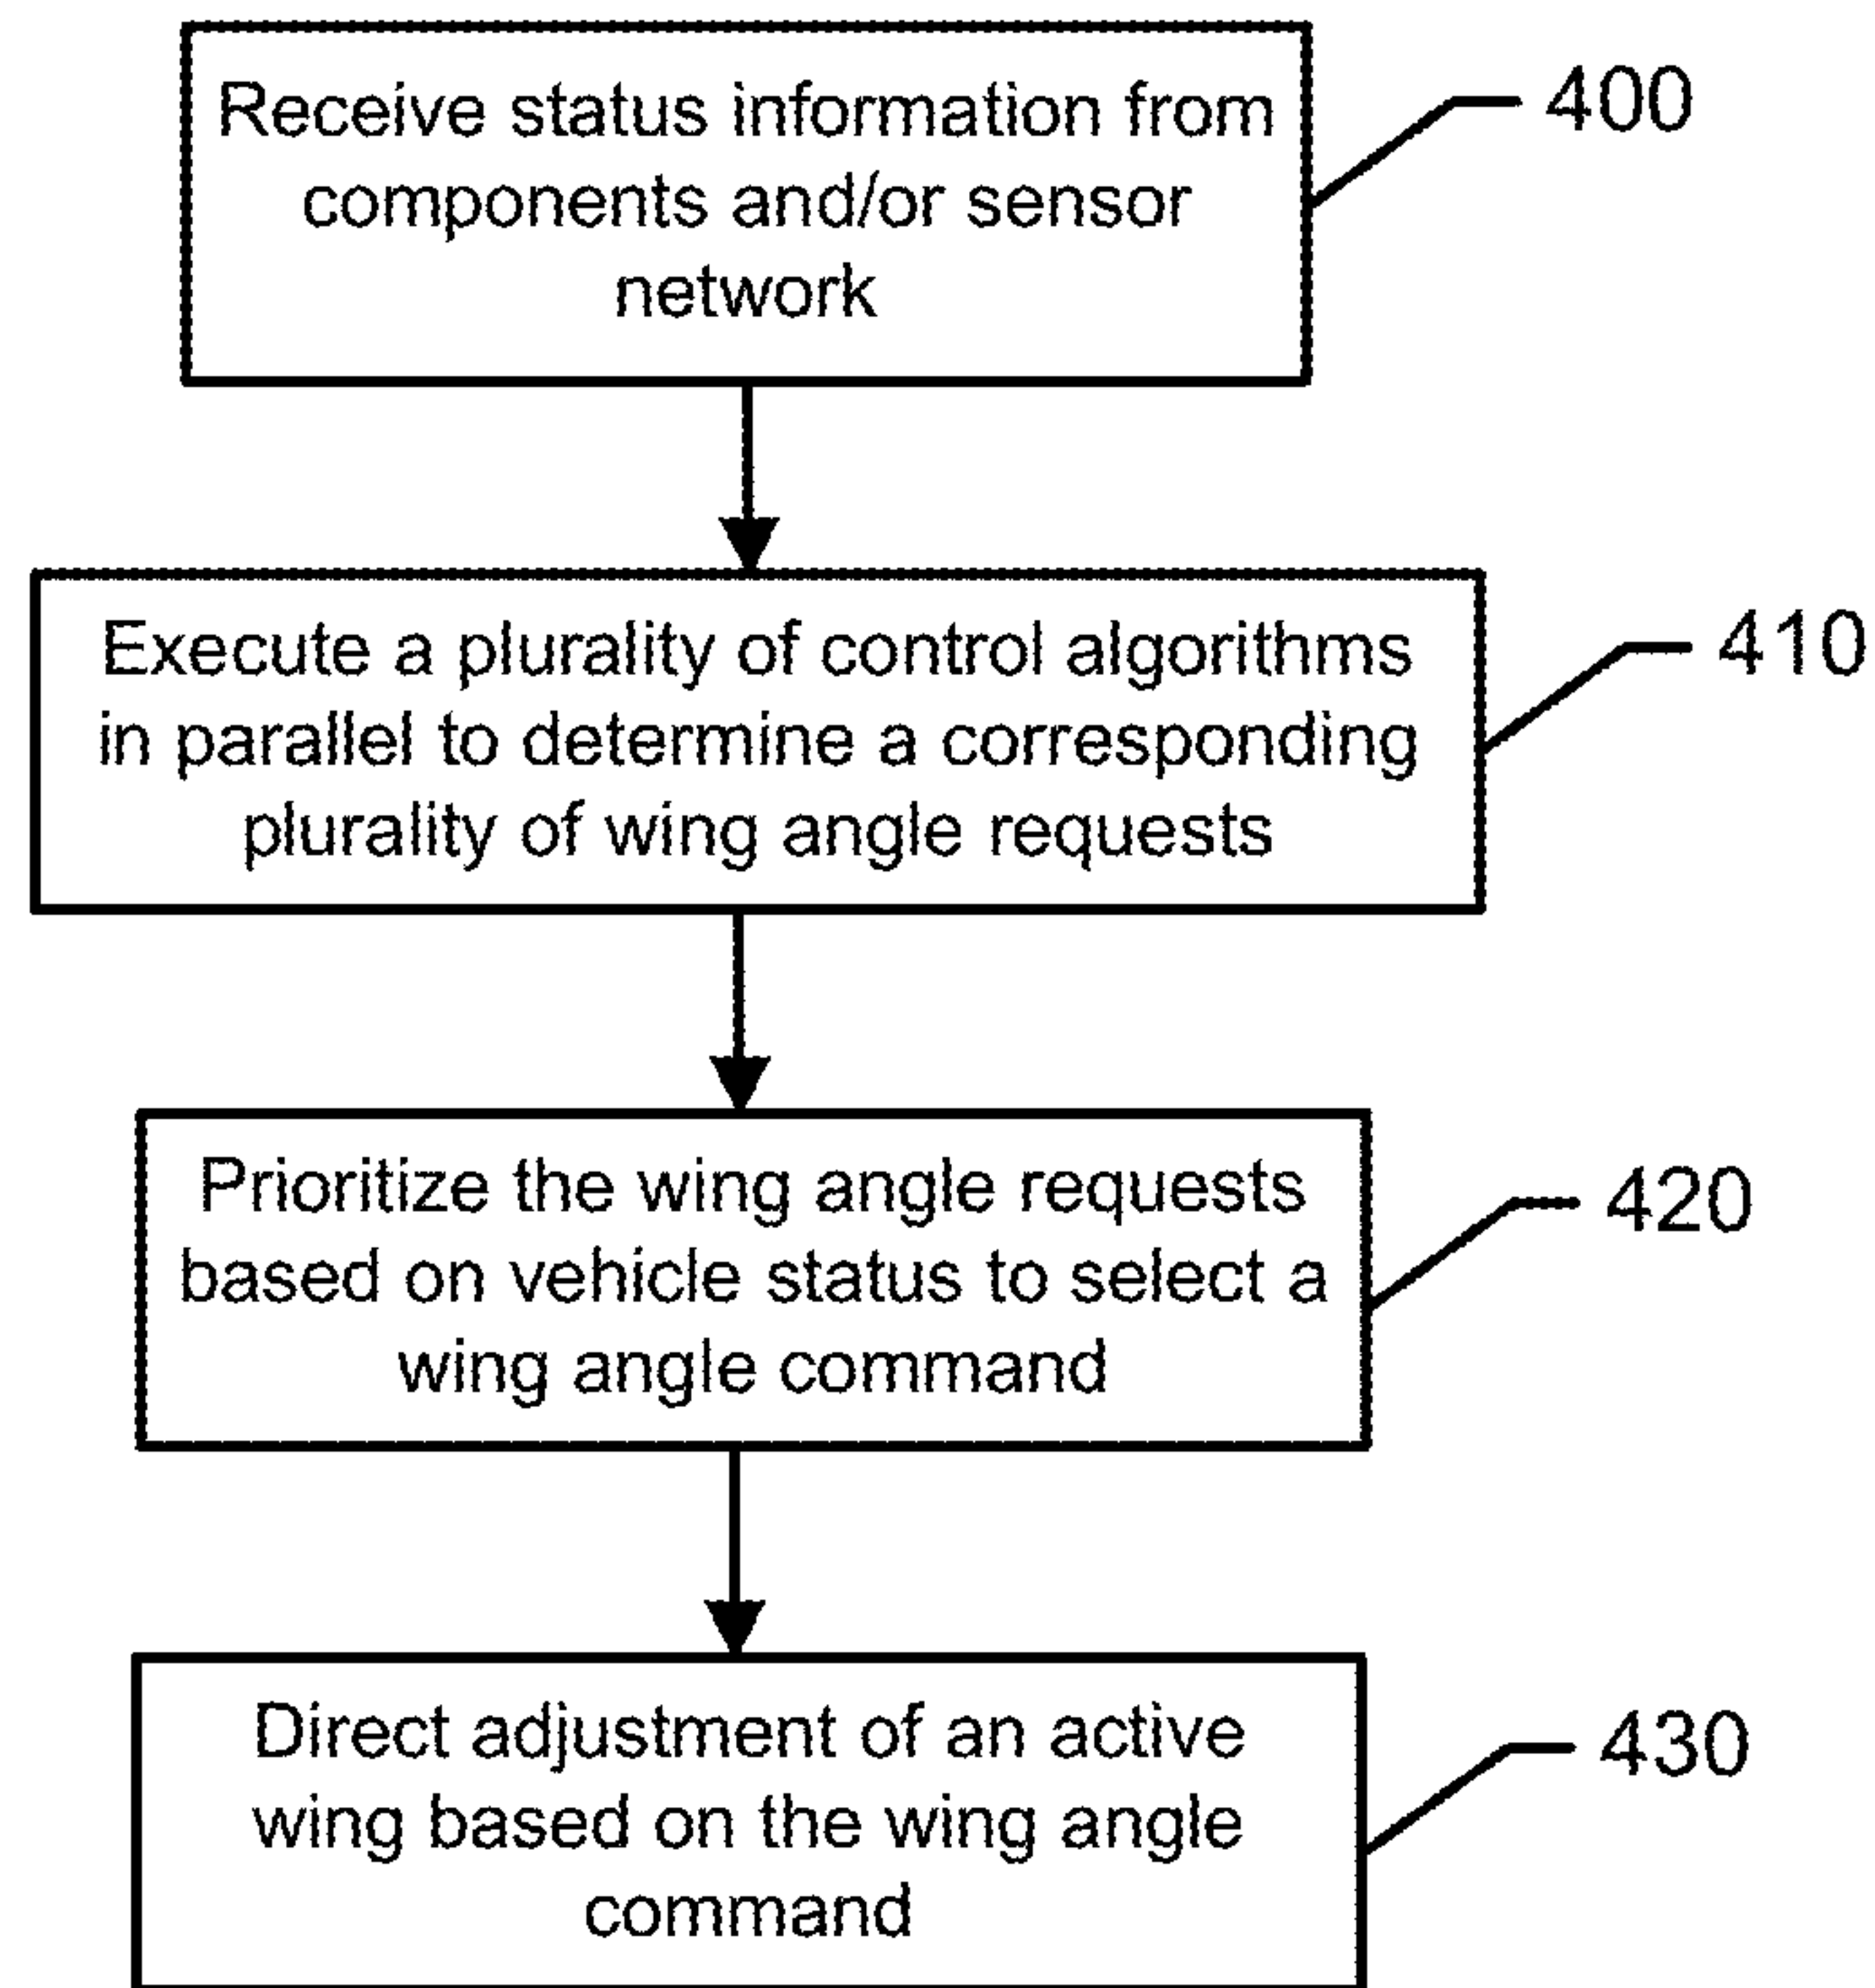 Receive status information from
components and/or sensor
network
400
Execute a plurality of control algorithms
in parallel to determine a corresponding
plurality of wing angle requests
410
Prioritize the wing angle requests
based on vehicle status to select a
wing angle command
420
Direct adjustment of an active
wing based on the wing angle
command
430